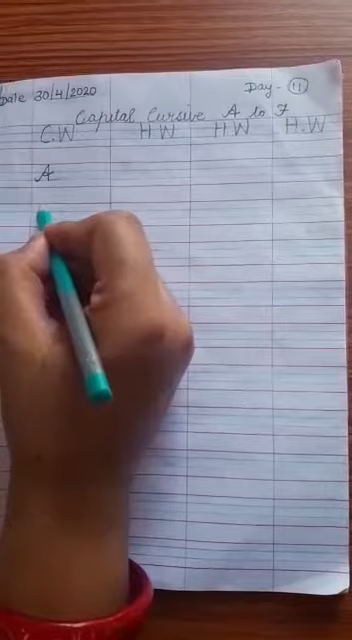 Date 30/4/2020 Day - 11
Capital Cursive A to F
C.W H W H W H.W
A